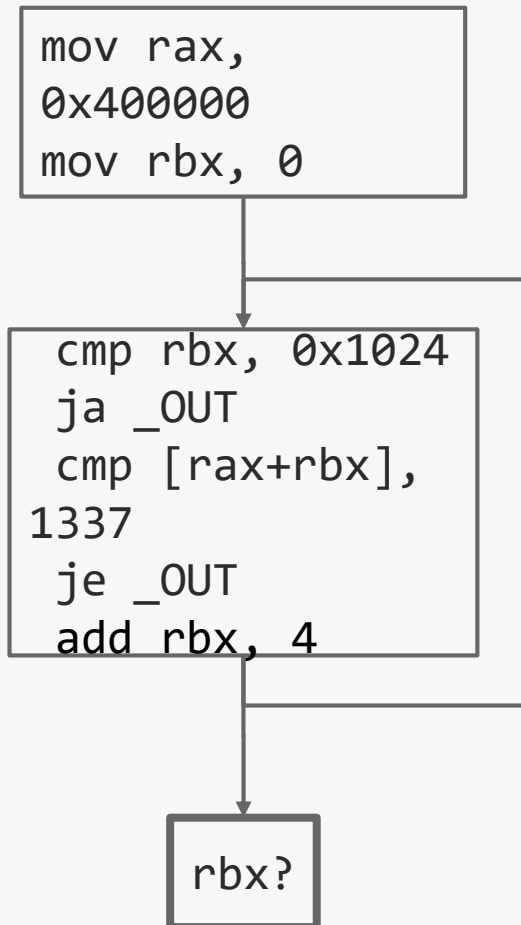 mov rax,
0x400000
mov rbx, 0
cmp rbx, 0x1024
ja _OUT
cmp [rax+rbx],
1337
je _OUT
add rbx, 4
rbx?